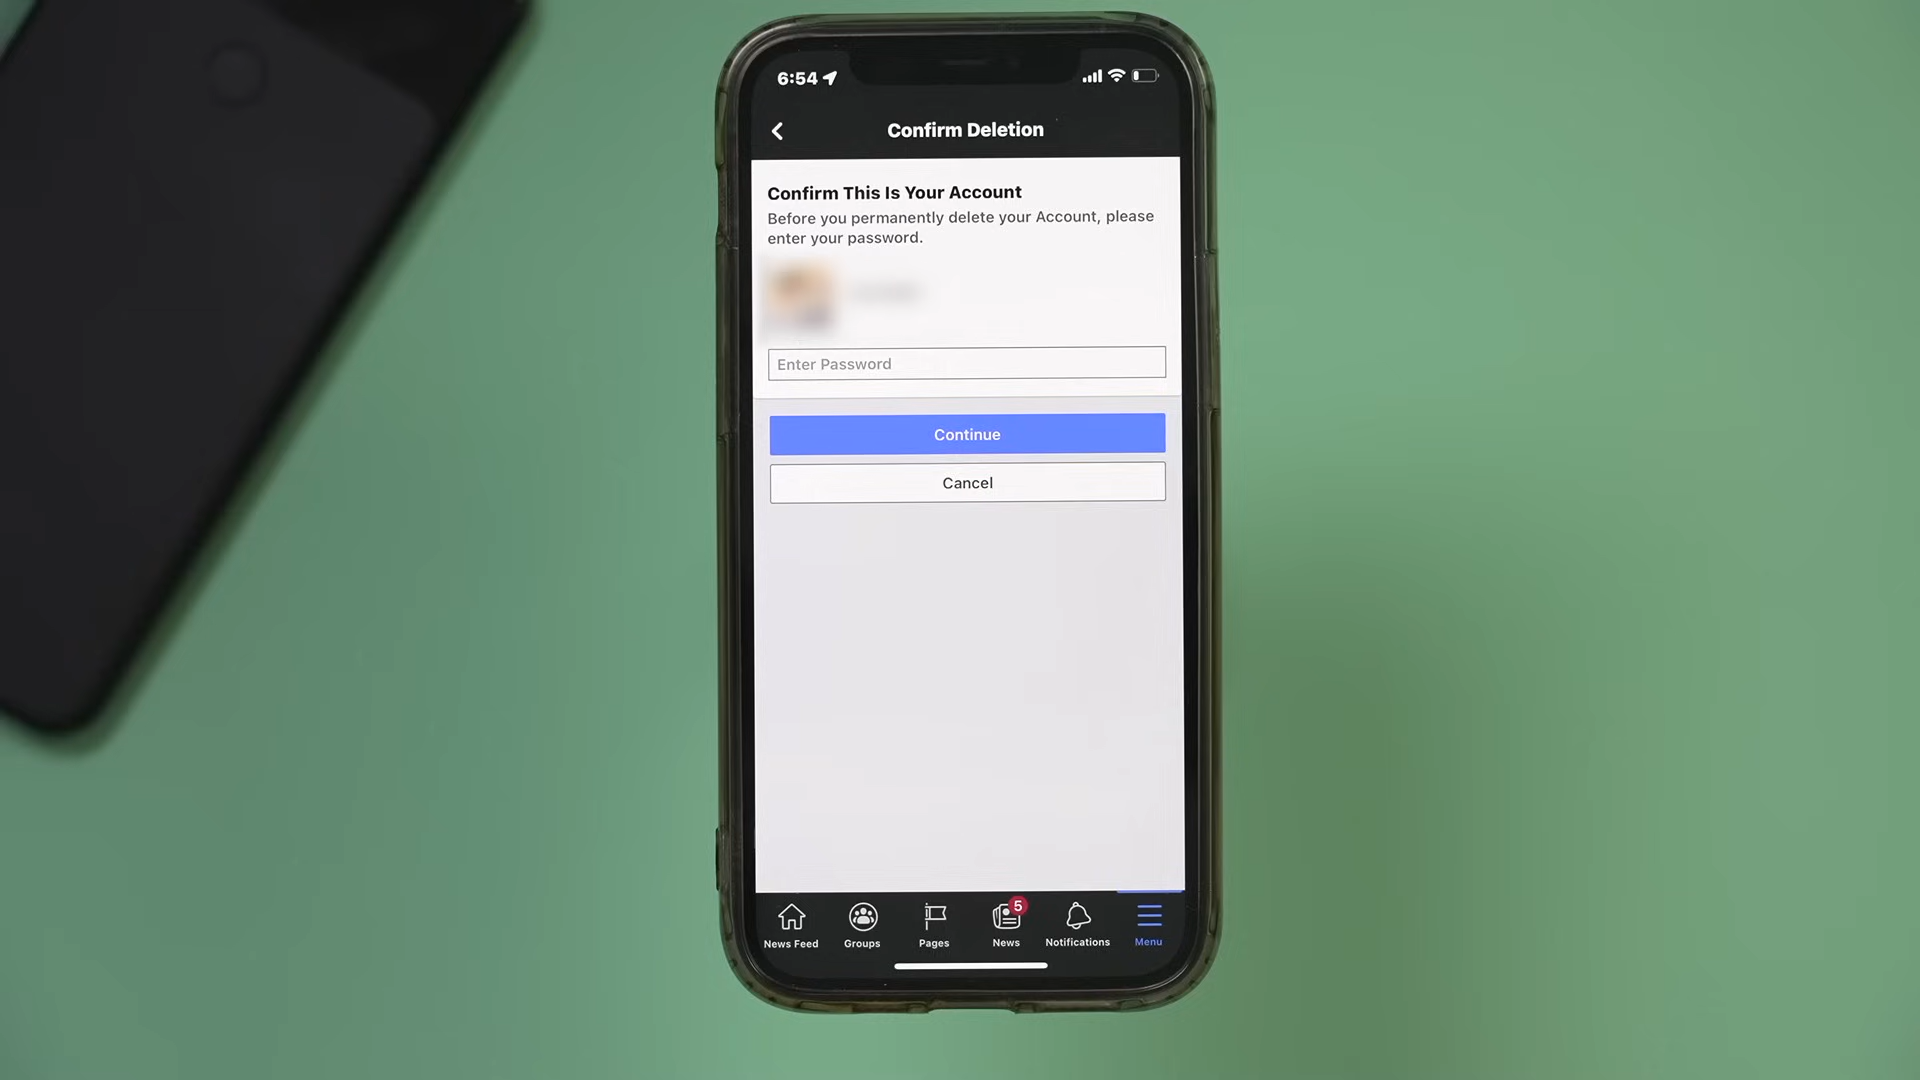 6:54
Confirm Deletion
Confirm This Is Your Account
Before you permanently delete your Account, please
enter your password.
Enter Password
Continue
Cancel
5
News Feed
Groups
Pages
News
Notifications
Menu